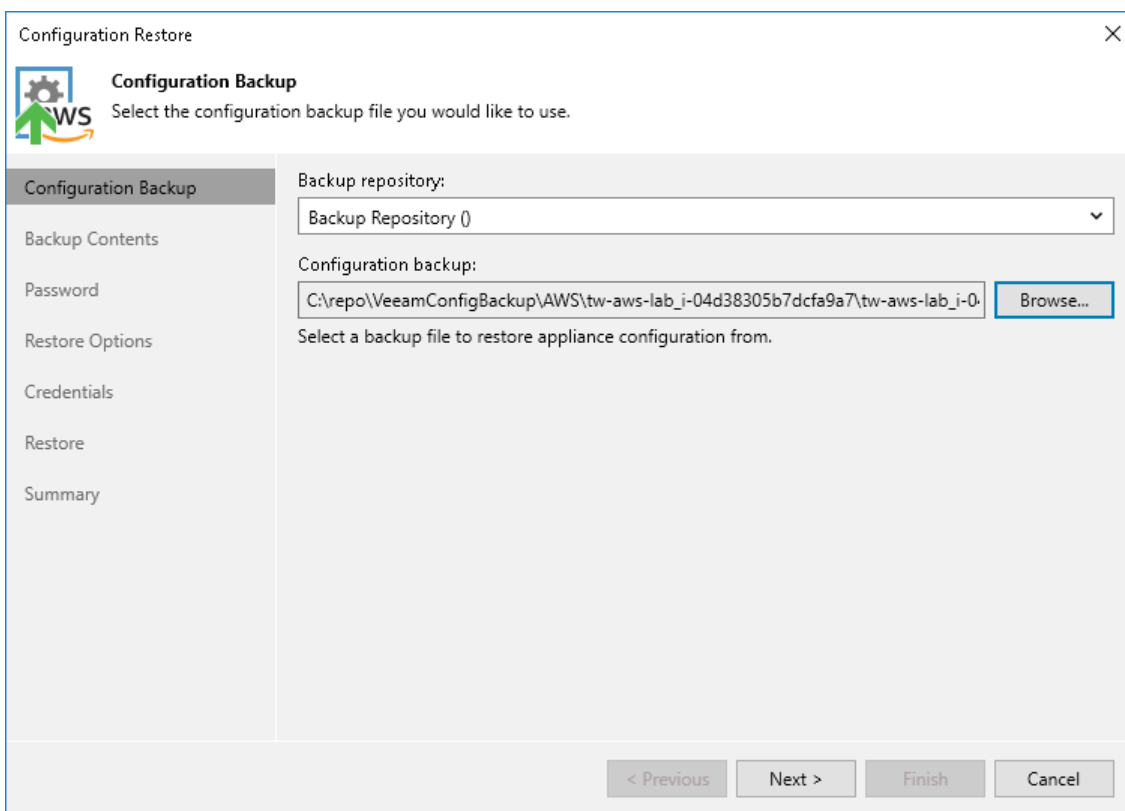 Configuration Restore
Configuration Backup
Select the configuration backup file you would like to use.
WS
Configuration Backup
Backup Contents
Password
Restore Options
Credentials
Restore
Summary
Backup repository:
Backup Repository ()
Configuration backup:
C:\repo\VeeamConfigBackup\AWS\tw-aws-lab_i-04d38305b7dcfa9a7\tw-aws-lab_i-0
Browse...
Select a backup file to restore appliance configuration from.
< Previous
Next >
Finish
Cancel